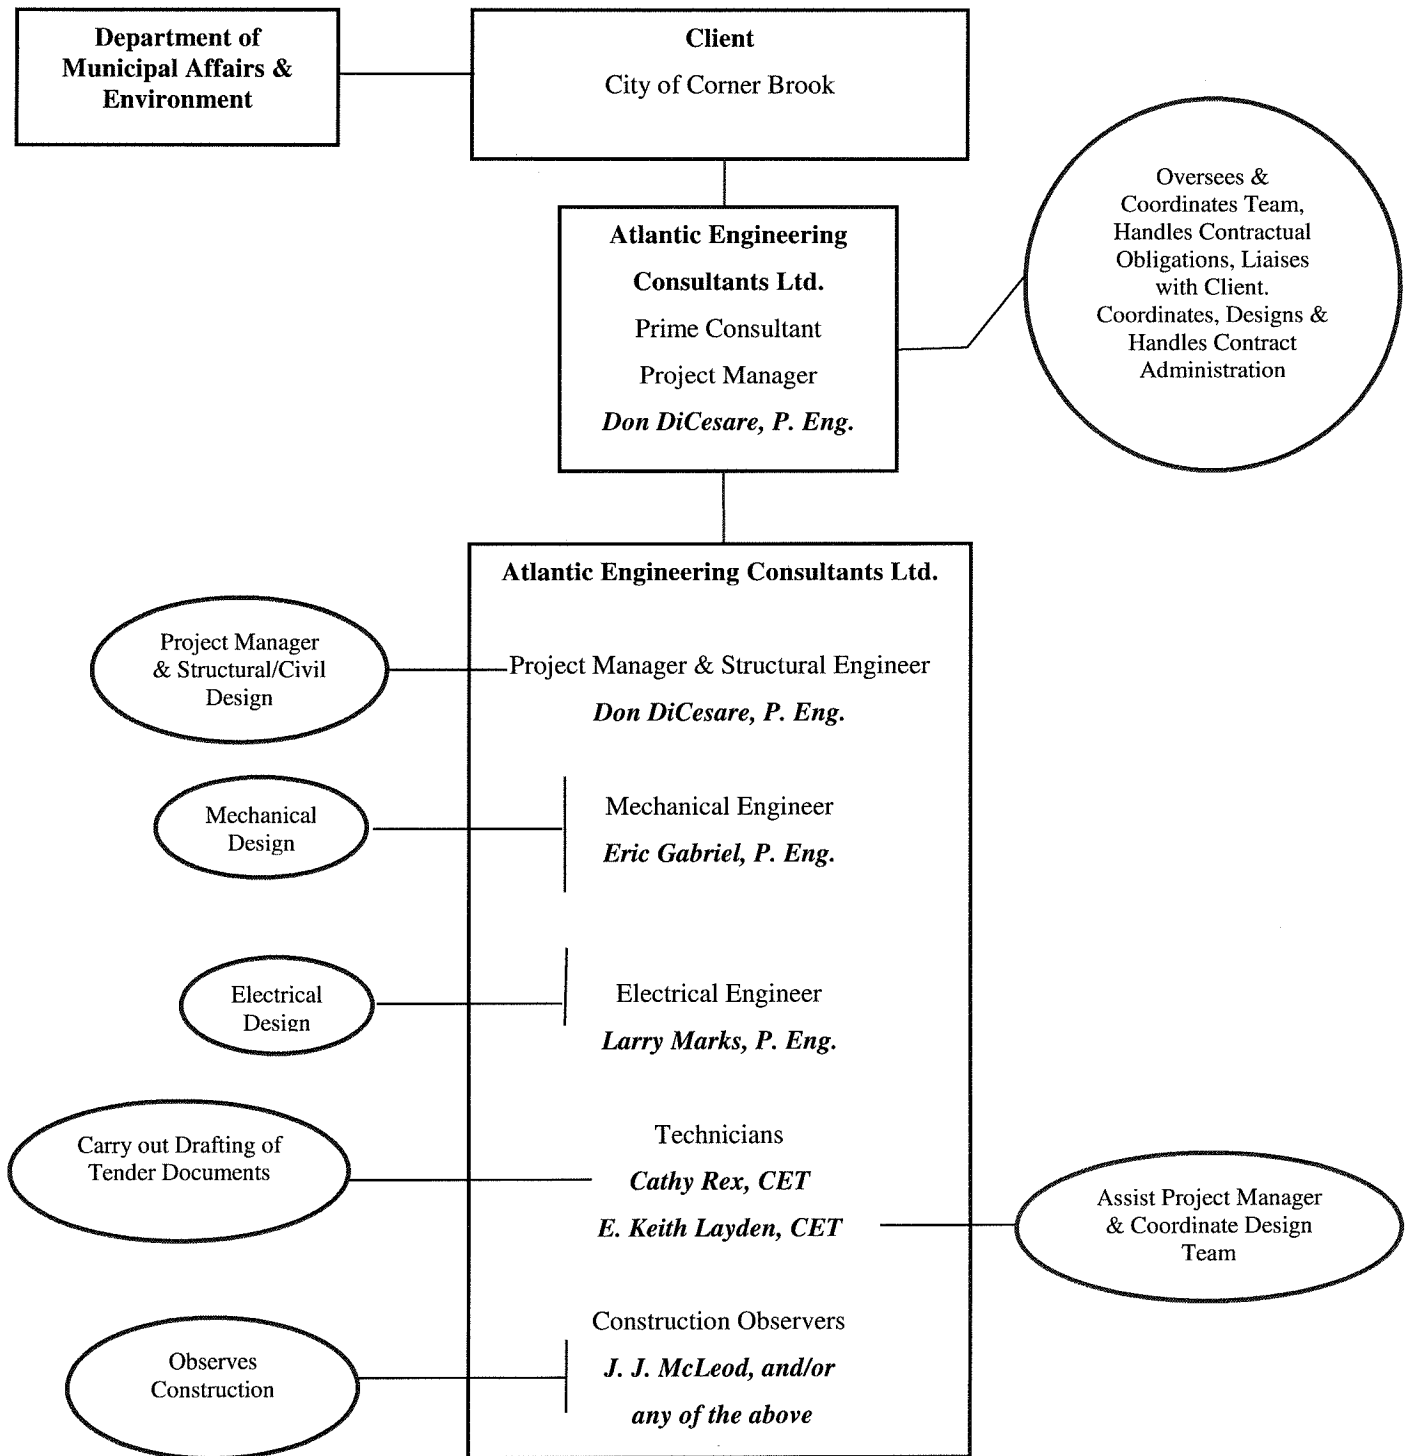 Department of
Municipal Affairs &
Environment
Client
City of Corner Brook
Atlantic Engineering
Consultants Ltd.
Prime Consultant
Project Manager
Don DiCesare, P. Eng.
Oversees &
Coordinates Team,
Handles Contractual
Obligations, Liaises
with Client.
Coordinates, Designs &
Handles Contract
Administration
Atlantic Engineering Consultants Ltd.
Project Manager
& Structural/Civil
Design
Project Manager & Structural Engineer
Don DiCesare, P. Eng.
Mechanical
Design
Mechanical Engineer
Eric Gabriel, P. Eng.
Electrical
Design
Electrical Engineer
Larry Marks, P. Eng.
Carry out Drafting of
Tender Documents
Technicians
Cathy Rex, CET
E. Keith Layden, CET
Assist Project Manager
& Coordinate Design
Team
Observes
Construction
Construction Observers
J. J. McLeod, and/or
any of the above